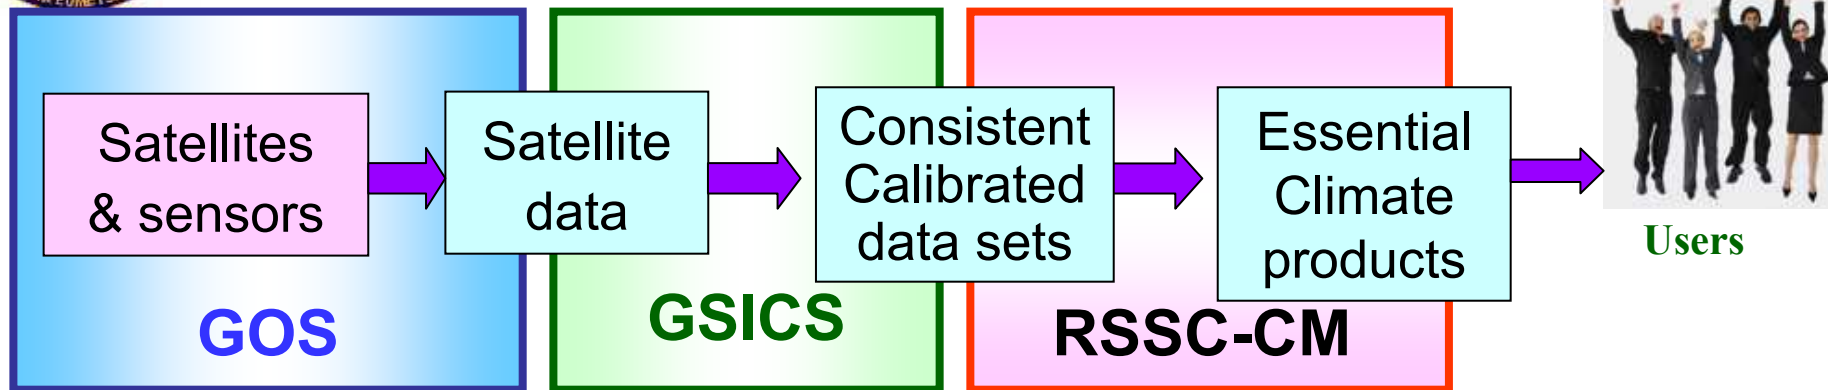 Satellites
& sensors
Satellite
data
Consistent
Calibrated
data sets
Essential
Climate
products
Users
GOS
GSICS
RSSC-CM